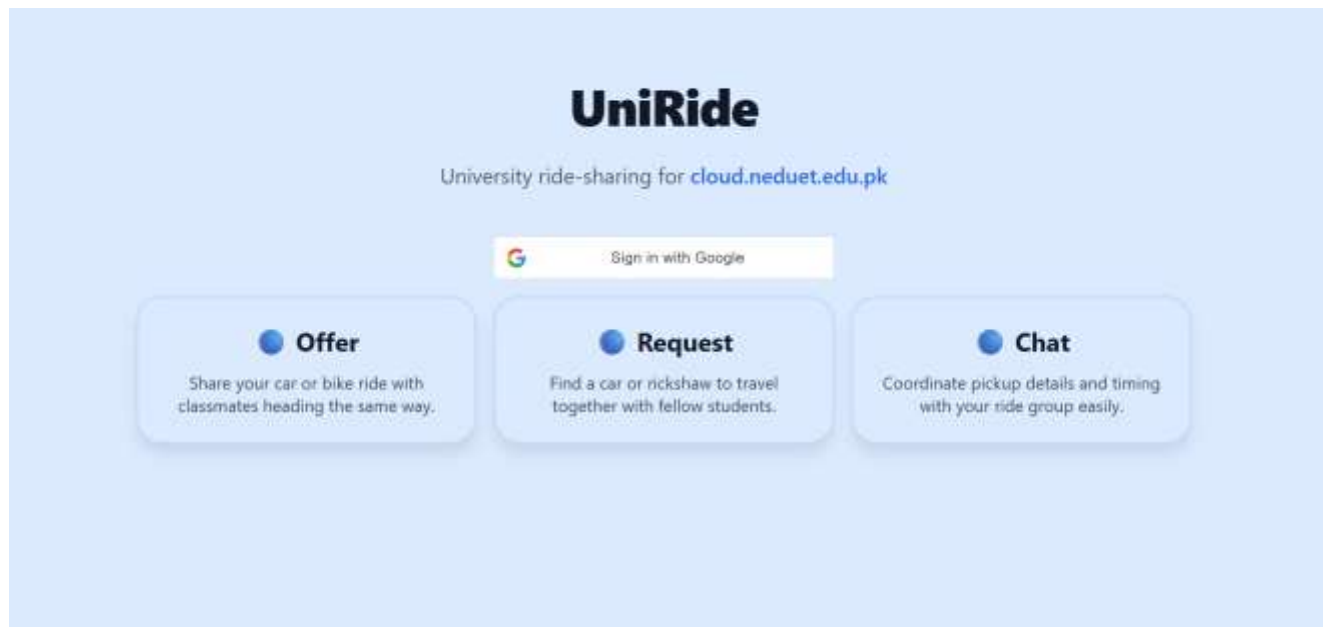 UniRide
University ride-sharing for cloud.neduet.edu.pk
Sign in with Google
Offer
Share your car or bike ride with
classmates heading the same way.
Request
Find a car or rickshaw to travel
together with fellow students.
Chat
Coordinate pickup details and timing
with your ride group easily.